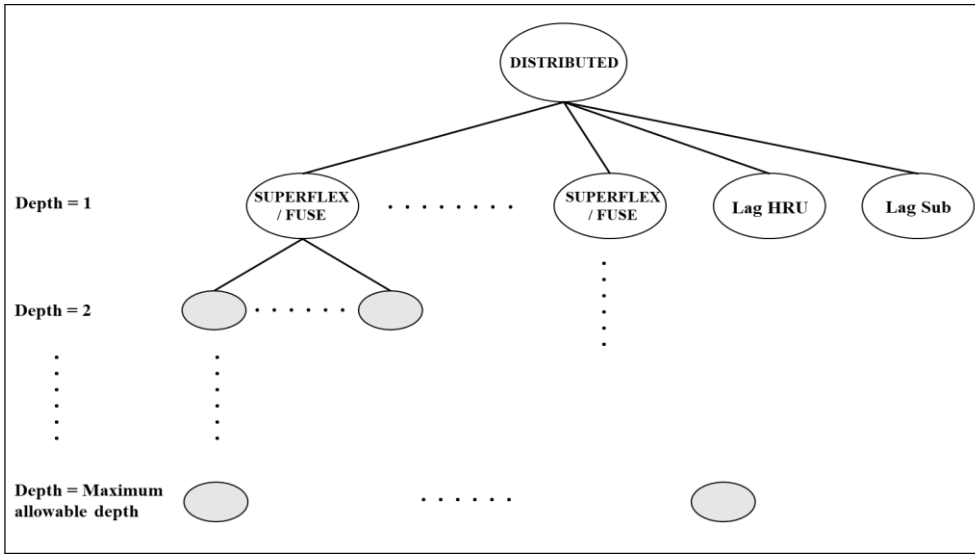 DISTRIBUTED
Depth = 1
SUPERFLEX
/ FUSE
SUPERFLEX
/ FUSE
Lag HRU
Lag Sub
Depth = 2
Depth = Maximum
allowable depth